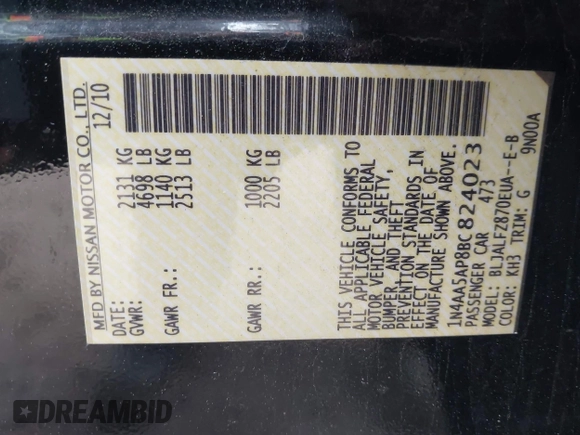 MFD BY NISSAN MOTOR CO., LTD.
DATE: 12/10
GVWR: 2131 KG
4698 LB
GAWR FR.: 1140 KG
2513 LB
GAWR RR: 1000 KG
2205 LB
THIS VEHICLE CONFORMS TO
ALL APPLICABLE FEDERAL
MOTOR VEHICLE SAFETY,
BUMPER, AND THEFT
PREVENTION STANDARDS IN
EFFECT ON THE DATE OF
MANUFACTURE SHOWN ABOVE.
1N4AA5AP8BC824023
PASSENGER CAR 473
MODEL: BLJALFZ870EUA--E-B
COLOR: KH3 TRIM: G 9N00A
DREAMBID